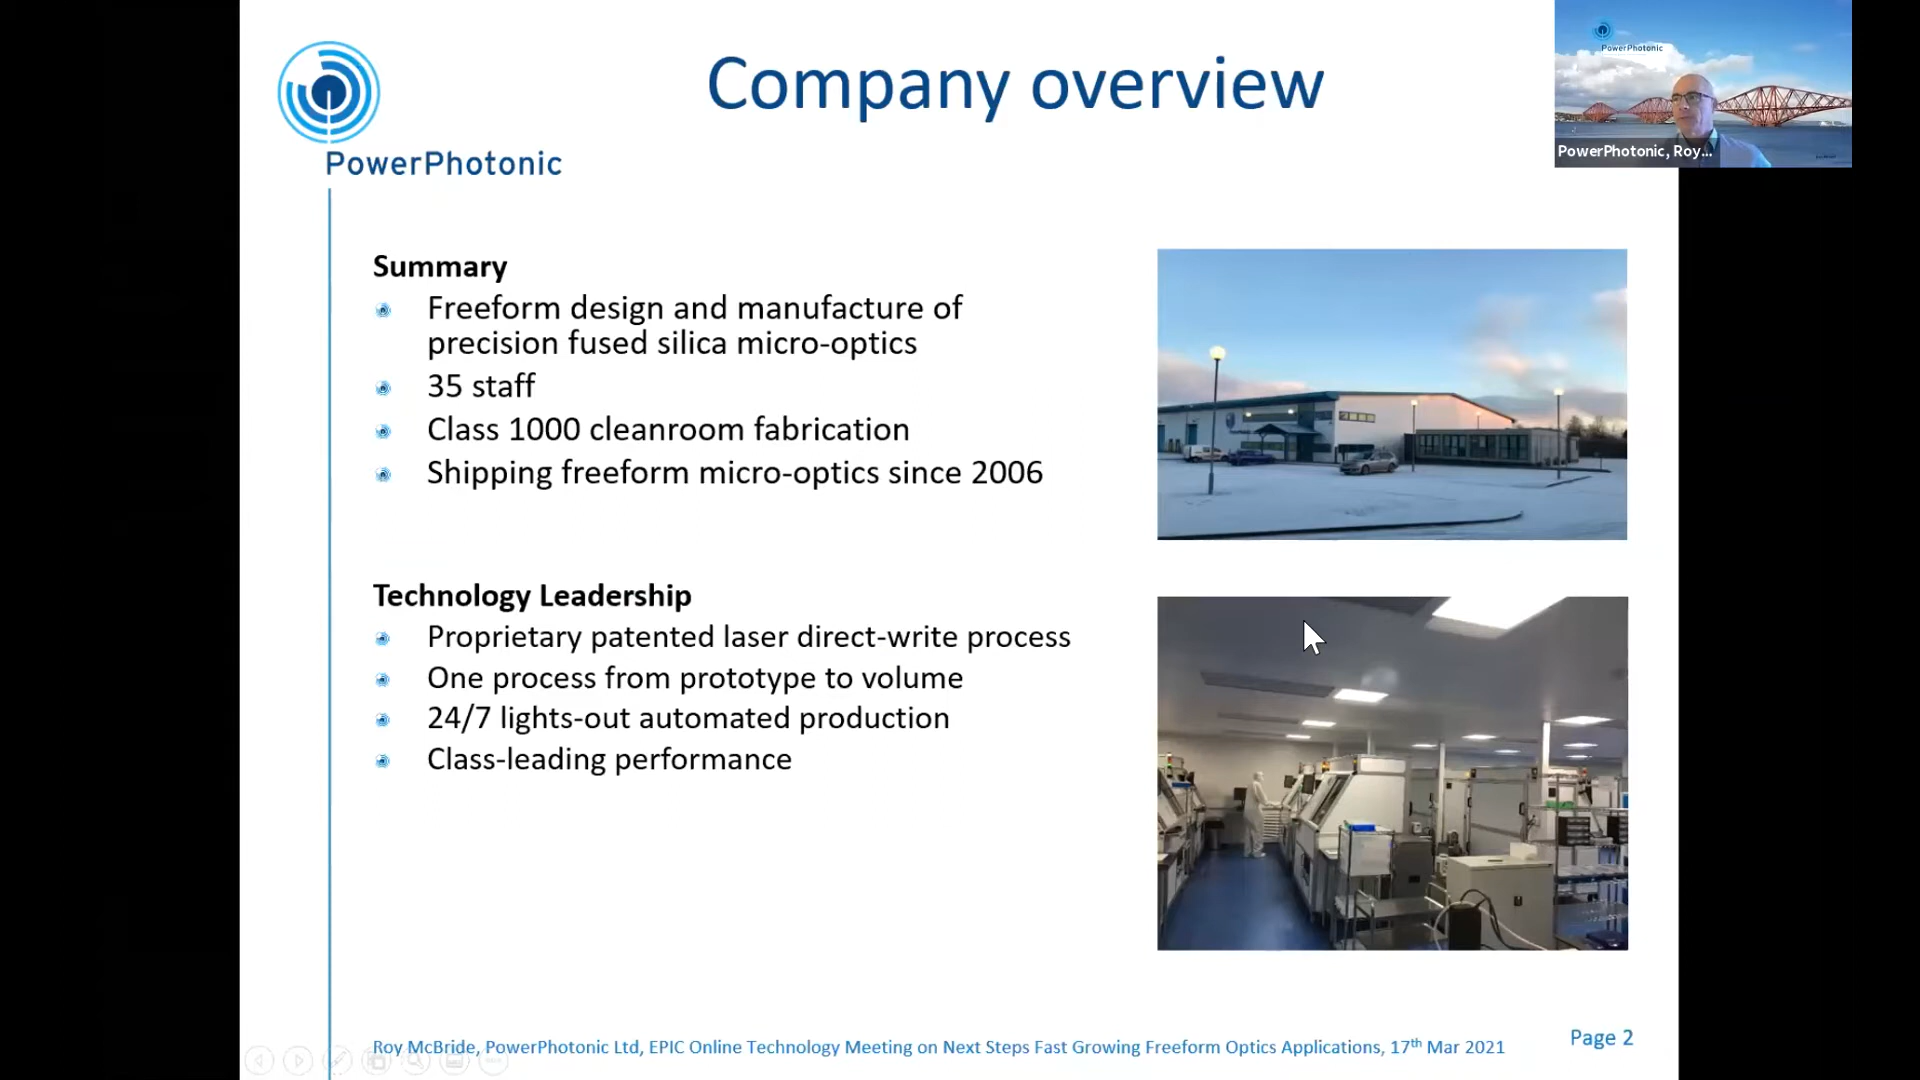 Company overview
PowerPhotonic
PowerPhotonic
PowerPhotonic, Roy...
Summary
Freeform design and manufacture of
precision fused silica micro-optics
35 staff
Class 1000 cleanroom fabrication
Shipping freeform micro-optics since 2006
Technology Leadership
Proprietary patented laser direct-write process
One process from prototype to volume
24/7 lights-out automated production
Class-leading performance
Roy McBride, PowerPhotonic Ltd, EPIC Online Technology Meeting on Next Steps Fast Growing Freeform Optics Applications, 17th Mar 2021
Page 2